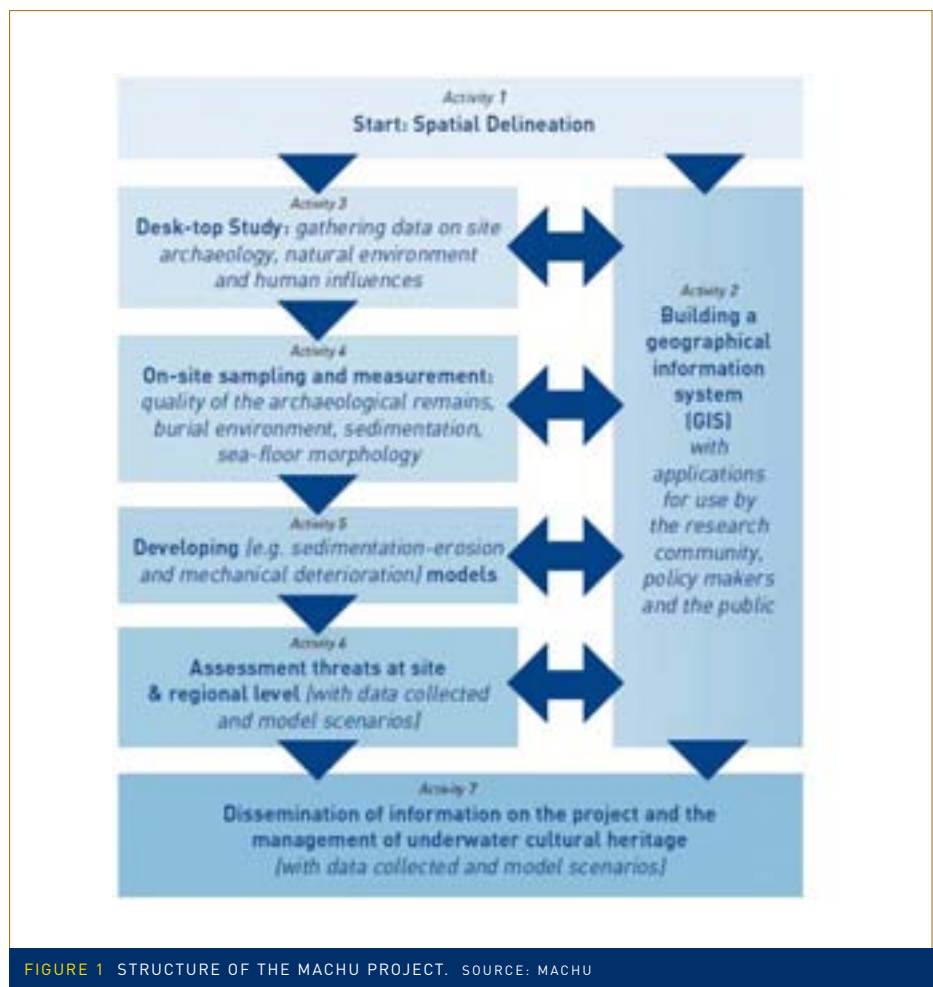 Activity 1
Start: Spatial Delineation
Activity 3
Desk-top Study: gathering data on site
archaeology, natural environment
and human influences
Activity 4
On-site sampling and measurement:
quality of the archaeological remains,
burial environment, sedimentation,
sea-floor morphology
Activity 5
Developing (e.g. sedimentation-erosion
and mechanical deterioration) models
Activity 6
Assessment threats at site
& regional level (with data collected
and model scenarios)
Activity 2
Building a
geographical
information
system
(GIS)
with
applications
for use by
the research
community,
policy makers
and the public
Activity 7
Dissemination of information on the project and the
management of underwater cultural heritage
(with data collected and model scenarios)
FIGURE 1 STRUCTURE OF THE MACHU PROJECT. SOURCE: MACHU